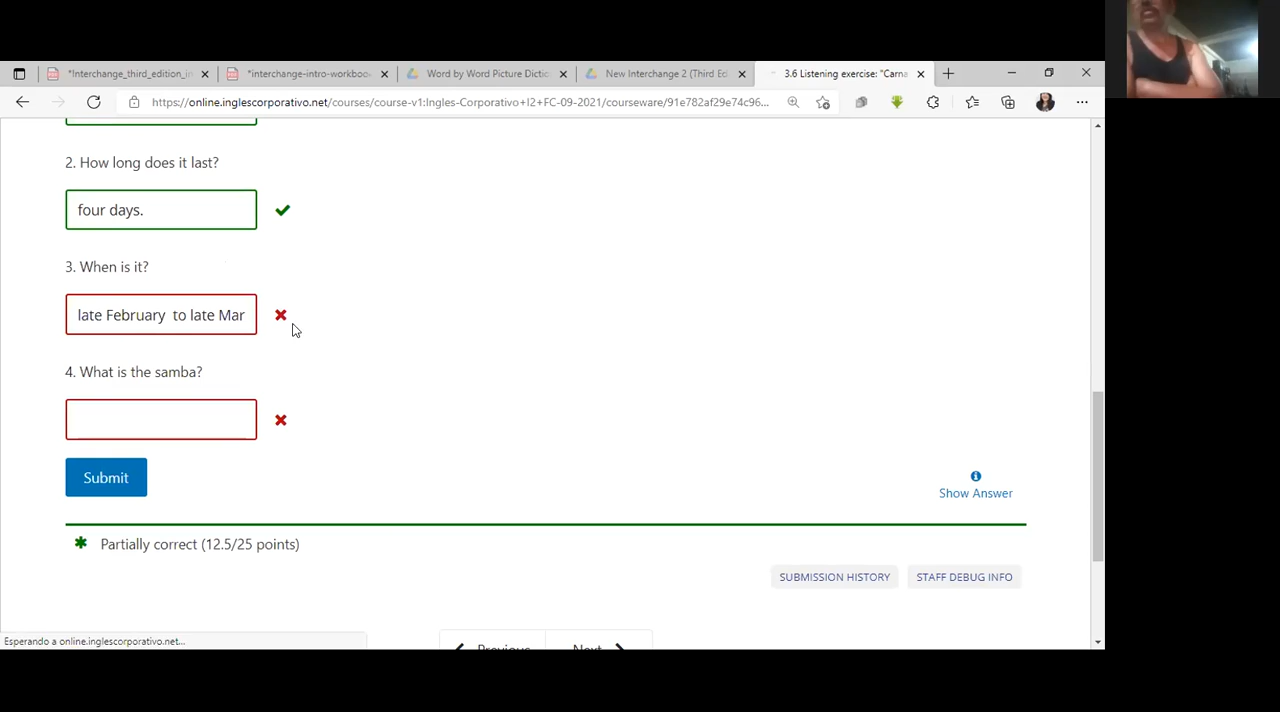 *Interchange_third_edition_in
*interchange-intro-workboo
Word by Word Picture Dictio
New Interchange 2 (Third Ed
3.6 Listening exercise: "Carna
https://online.inglescorporativo.net/courses/course-v1:Ingles-Corporativo+I2+FC-09-2021/courseware/91e782af29e74c96...
2. How long does it last?
four days.
3. When is it?
late February  to late Mar
4. What is the samba?
Submit
Show Answer
Partially correct (12.5/25 points)
SUBMISSION HISTORY
STAFF DEBUG INFO
Esperando a online.inglescorporativo.net...
Previous
Next